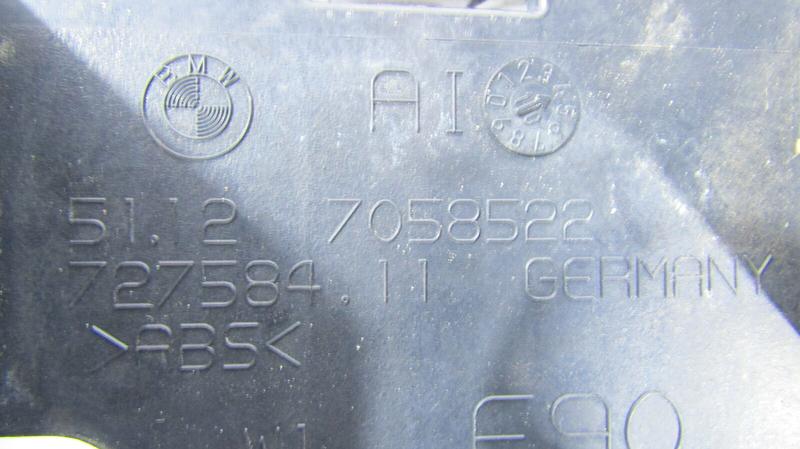 BMW
AI
51.12 7058522
727584.11 GERMANY
>ABS<
E90